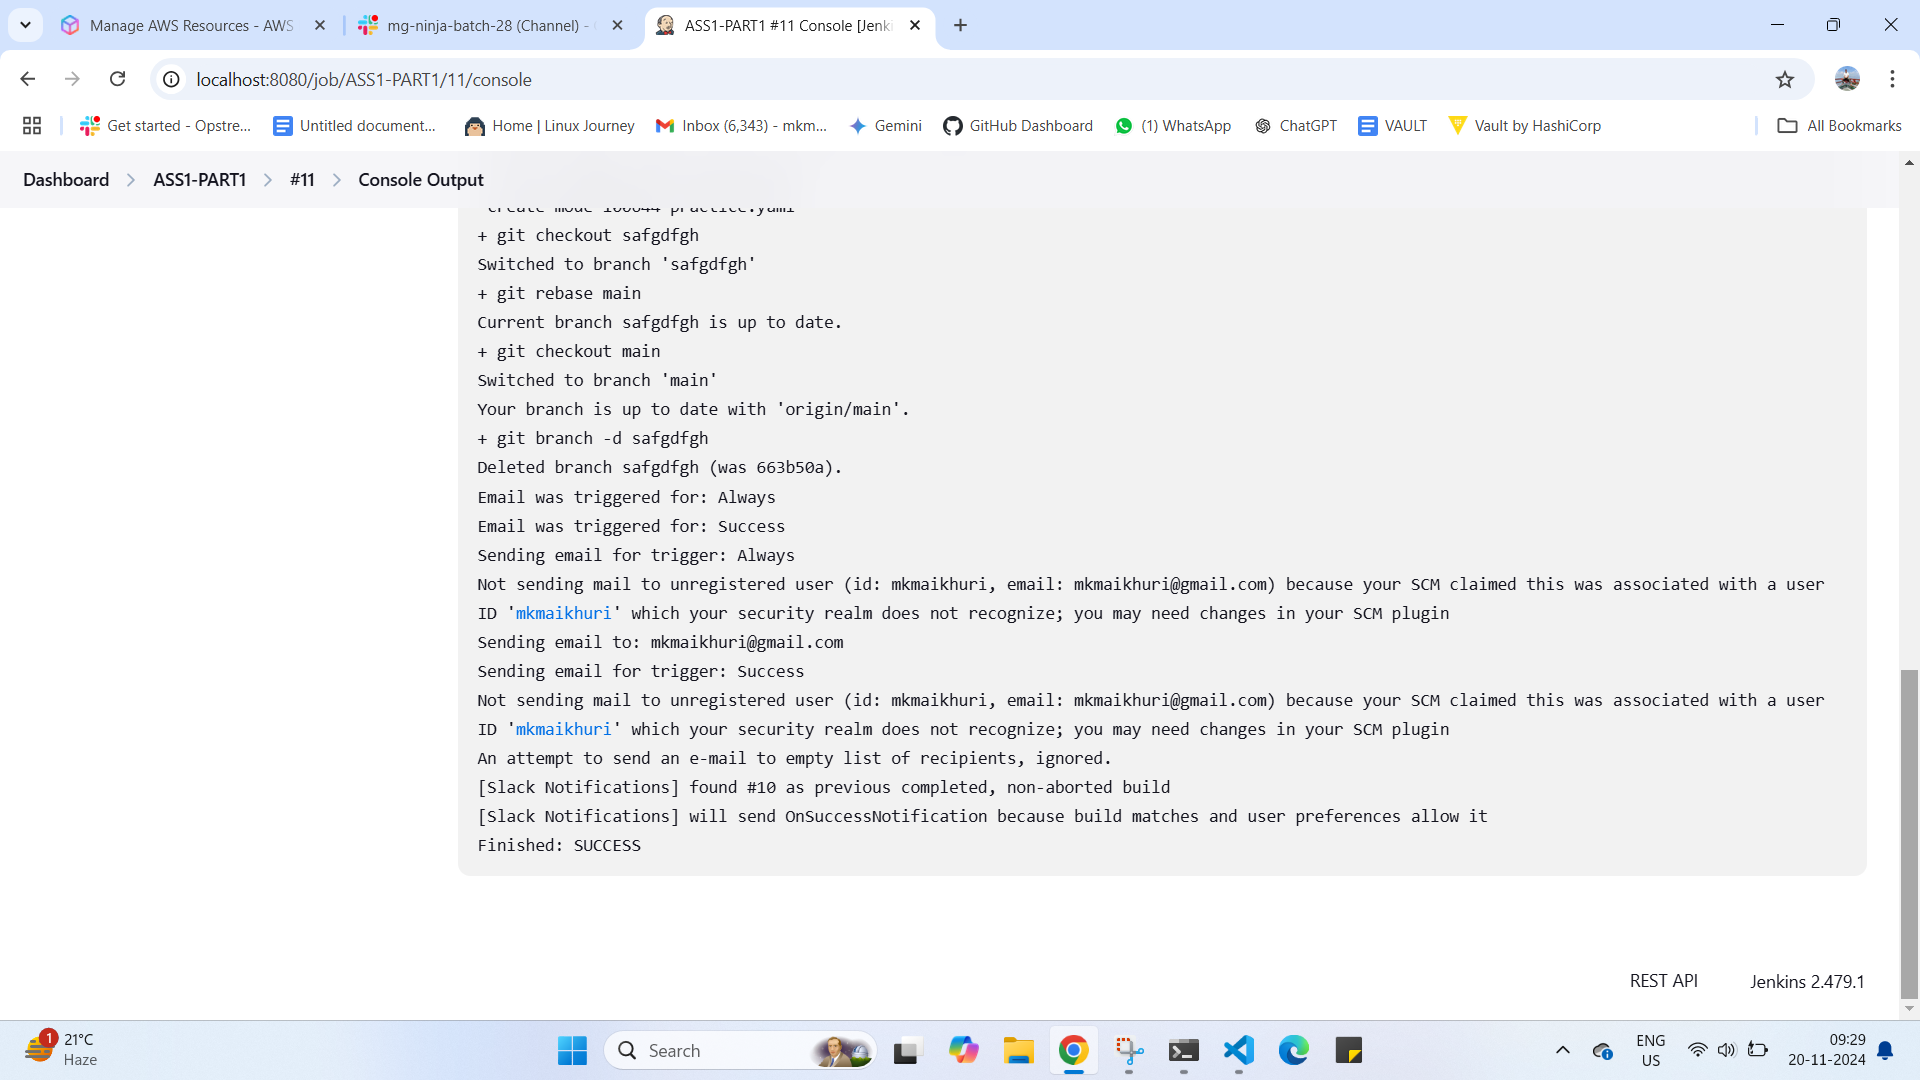 Manage AWS Resources - AWS
mg-ninja-batch-28 (Channel) -
ASS1-PART1 #11 Console [Jenki
localhost:8080/job/ASS1-PART1/11/console
Get started - Opstre...
Untitled document...
Home | Linux Journey
Inbox (6,343) - mkm...
Gemini
GitHub Dashboard
(1) WhatsApp
ChatGPT
VAULT
Vault by HashiCorp
All Bookmarks
Dashboard
ASS1-PART1
#11
Console Output
create mode 100644 practice.yaml
+ git checkout safgdfgh
Switched to branch 'safgdfgh'
+ git rebase main
Current branch safgdfgh is up to date.
+ git checkout main
Switched to branch 'main'
Your branch is up to date with 'origin/main'.
+ git branch -d safgdfgh
Deleted branch safgdfgh (was 663b50a).
Email was triggered for: Always
Email was triggered for: Success
Sending email for trigger: Always
Not sending mail to unregistered user (id: mkmaikhuri, email: mkmaikhuri@gmail.com) because your SCM claimed this was associated with a user
ID 'mkmaikhuri' which your security realm does not recognize; you may need changes in your SCM plugin
Sending email to: mkmaikhuri@gmail.com
Sending email for trigger: Success
Not sending mail to unregistered user (id: mkmaikhuri, email: mkmaikhuri@gmail.com) because your SCM claimed this was associated with a user
ID 'mkmaikhuri' which your security realm does not recognize; you may need changes in your SCM plugin
An attempt to send an e-mail to empty list of recipients, ignored.
[Slack Notifications] found #10 as previous completed, non-aborted build
[Slack Notifications] will send OnSuccessNotification because build matches and user preferences allow it
Finished: SUCCESS
REST API
Jenkins 2.479.1
1
21°C
Haze
Search
ENG
US
09:29
20-11-2024